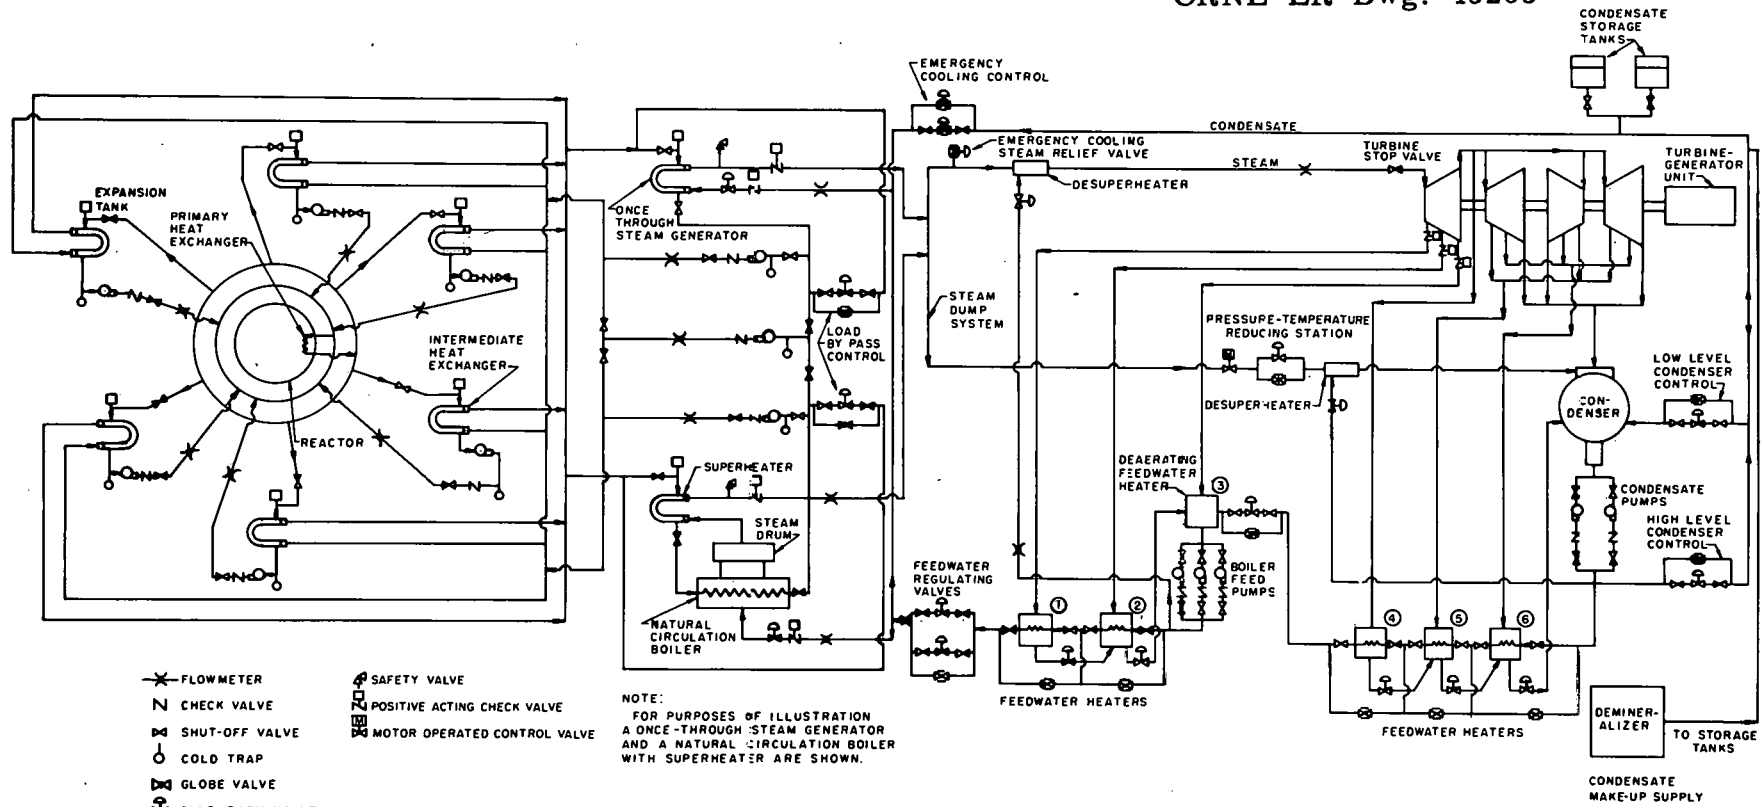 CONDENSATE
STORAGE
TANKS
EMERGENCY
COOLING CONTROL
CONDENSATE
EMERGENCY COOLING
STEAM RELIEF VALVE
STEAM
TURBINE
STOP VALVE
TURBINE-
GENERATOR
UNIT
DESUPERHEATER
EXPANSION
TANK
PRIMARY
HEAT
EXCHANGER
ONCE
THROUGH
STEAM GENERATOR
STEAM
DUMP
SYSTEM
PRESSURE-TEMPERATURE
REDUCING STATION
LOAD
BY PASS
CONTROL
INTERMEDIATE
HEAT
EXCHANGER
LOW LEVEL
CONDENSER
CONTROL
DESUPERHEATER
CON-
DENSER
REACTOR
SUPERHEATER
DEAERATING
FEEDWATER
HEATER
3
CONDENSATE
PUMPS
STEAM
DRUM
HIGH LEVEL
CONDENSER
CONTROL
FEEDWATER
REGULATING
VALVES
BOILER
FEED
PUMPS
1
2
4
5
6
NATURAL
CIRCULATION
BOILER
FLOWMETER
CHECK VALVE
SHUT-OFF VALVE
COLD TRAP
GLOBE VALVE
SAFETY VALVE
POSITIVE ACTING CHECK VALVE
M
MOTOR OPERATED CONTROL VALVE
NOTE:
FOR PURPOSES OF ILLUSTRATION
A ONCE-THROUGH STEAM GENERATOR
AND A NATURAL CIRCULATION BOILER
WITH SUPERHEATER ARE SHOWN.
FEEDWATER HEATERS
FEEDWATER HEATERS
DEMINER-
ALIZER
TO STORAGE
TANKS
CONDENSATE
MAKE-UP SUPPLY